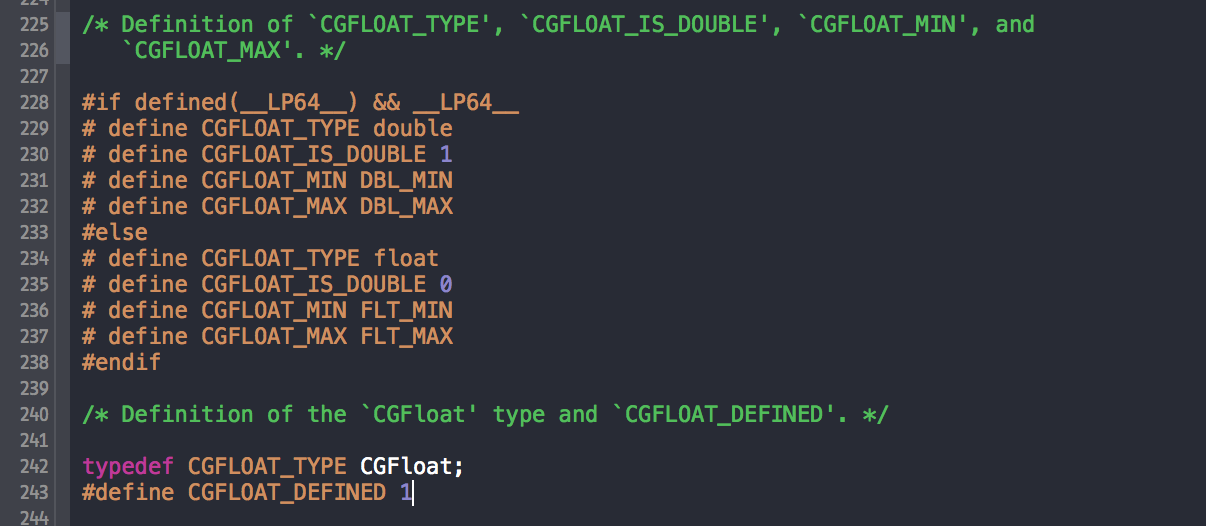 224
225 /* Definition of `CGFLOAT_TYPE', `CGFLOAT_IS_DOUBLE', `CGFLOAT_MIN', and
226    `CGFLOAT_MAX'. */
227
228 #if defined(__LP64__) && __LP64__
229 # define CGFLOAT_TYPE double
230 # define CGFLOAT_IS_DOUBLE 1
231 # define CGFLOAT_MIN DBL_MIN
232 # define CGFLOAT_MAX DBL_MAX
233 #else
234 # define CGFLOAT_TYPE float
235 # define CGFLOAT_IS_DOUBLE 0
236 # define CGFLOAT_MIN FLT_MIN
237 # define CGFLOAT_MAX FLT_MAX
238 #endif
239
240 /* Definition of the `CGFloat' type and `CGFLOAT_DEFINED'. */
241
242 typedef CGFLOAT_TYPE CGFloat;
243 #define CGFLOAT_DEFINED 1
244